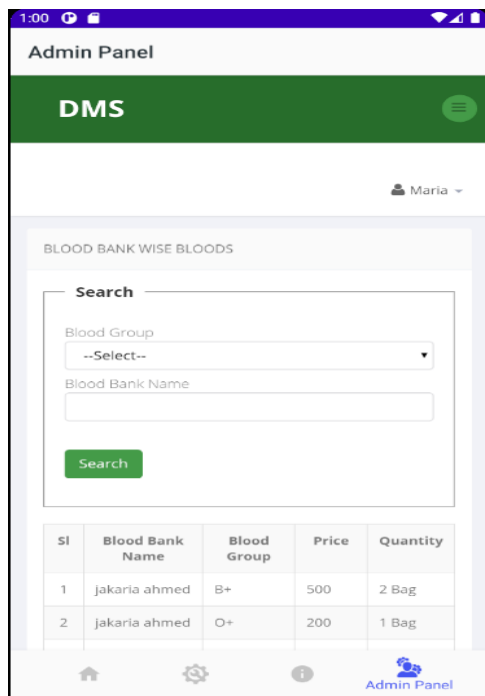 1:00
Admin Panel
DMS
Maria
BLOOD BANK WISE BLOODS
Search
Blood Group
--Select--
Blood Bank Name
Search
Sl Blood Bank Name Blood Group Price Quantity
1 jakaria ahmed B+ 500 2 Bag
2 jakaria ahmed O+ 200 1 Bag
Admin Panel